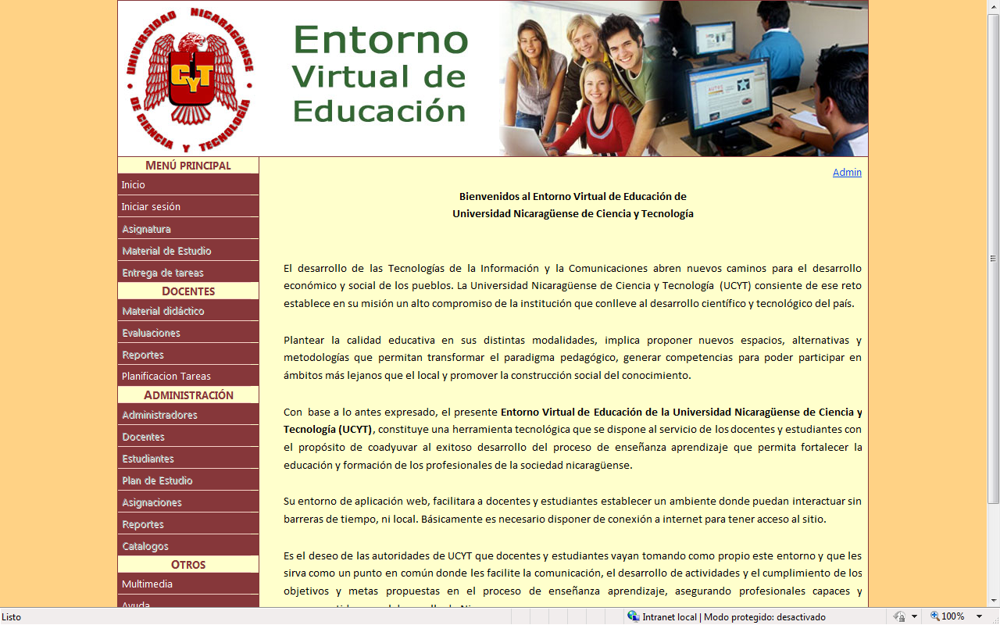 UNIVERSIDAD NICARAGÜENSE
DE CIENCIA Y TECNOLOGÍA
CYT
Entorno
Virtual de
Educación
MENÚ PRINCIPAL
Inicio
Iniciar sesión
Asignatura
Material de Estudio
Entrega de tareas
DOCENTES
Material didáctico
Evaluaciones
Reportes
Planificacion Tareas
ADMINISTRACIÓN
Administradores
Docentes
Estudiantes
Plan de Estudio
Asignaciones
Reportes
Catalogos
OTROS
Multimedia
Ayuda
Admin
Bienvenidos al Entorno Virtual de Educación de
Universidad Nicaragüense de Ciencia y Tecnología
El desarrollo de las Tecnologías de la Información y la Comunicaciones abren nuevos caminos para el desarrollo
económico y social de los pueblos. La Universidad Nicaragüense de Ciencia y Tecnología (UCYT) consiente de ese reto
establece en su misión un alto compromiso de la institución que conlleve al desarrollo científico y tecnológico del país.
Plantear la calidad educativa en sus distintas modalidades, implica proponer nuevos espacios, alternativas y
metodologías que permitan transformar el paradigma pedagógico, generar competencias para poder participar en
ámbitos más lejanos que el local y promover la construcción social del conocimiento.
Con base a lo antes expresado, el presente Entorno Virtual de Educación de la Universidad Nicaragüense de Ciencia y
Tecnología (UCYT), constituye una herramienta tecnológica que se dispone al servicio de los docentes y estudiantes con
el propósito de coadyuvar al exitoso desarrollo del proceso de enseñanza aprendizaje que permita fortalecer la
educación y formación de los profesionales de la sociedad nicaragüense.
Su entorno de aplicación web, facilitara a docentes y estudiantes establecer un ambiente donde puedan interactuar sin
barreras de tiempo, ni local. Básicamente es necesario disponer de conexión a internet para tener acceso al sitio.
Es el deseo de las autoridades de UCYT que docentes y estudiantes vayan tomando como propio este entorno y que les
sirva como un punto en común donde les facilite la comunicación, el desarrollo de actividades y el cumplimiento de los
objetivos y metas propuestas en el proceso de enseñanza aprendizaje, asegurando profesionales capaces y
Listo
Intranet local | Modo protegido: desactivado
100%